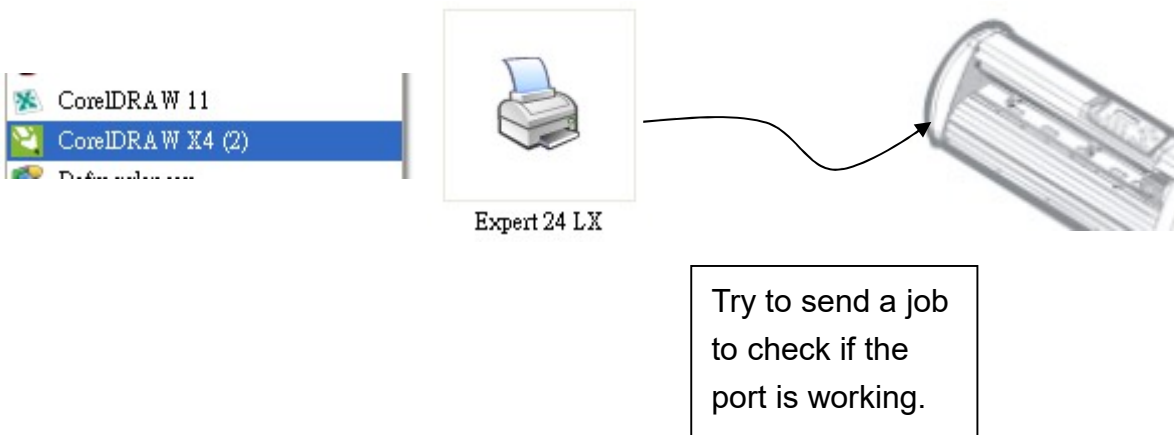 CorelDRAW 11
CorelDRAW X4 (2)
Expert 24 LX
Try to send a job
to check if the
port is working.